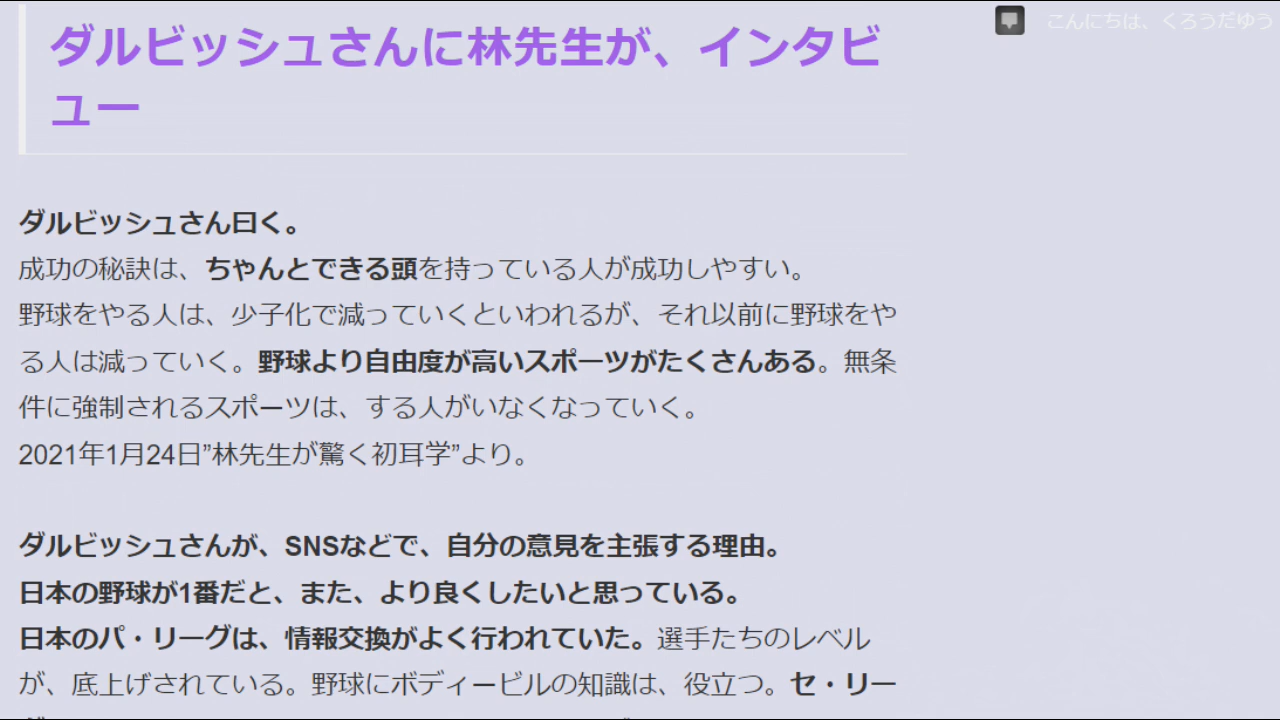 ダルビッシュさんに林先生が、インタビ
ュー
こんにちは、くろうだゆう
ダルビッシュさん曰く。
成功の秘訣は、ちゃんとできる頭を持っている人が成功しやすい。
野球をやる人は、少子化で減っていくといわれるが、それ以前に野球をや
る人は減っていく。野球より自由度が高いスポーツがたくさんある。無条
件に強制されるスポーツは、する人がいなくなっていく。
2021年1月24日”林先生が驚く初耳学”より。
ダルビッシュさんが、SNSなどで、自分の意見を主張する理由。
日本の野球が1番だと、また、より良くしたいと思っている。
日本のパ・リーグは、情報交換がよく行われていた。選手たちのレベル
が、底上げされている。野球にボディービルの知識は、役立つ。セ・リー